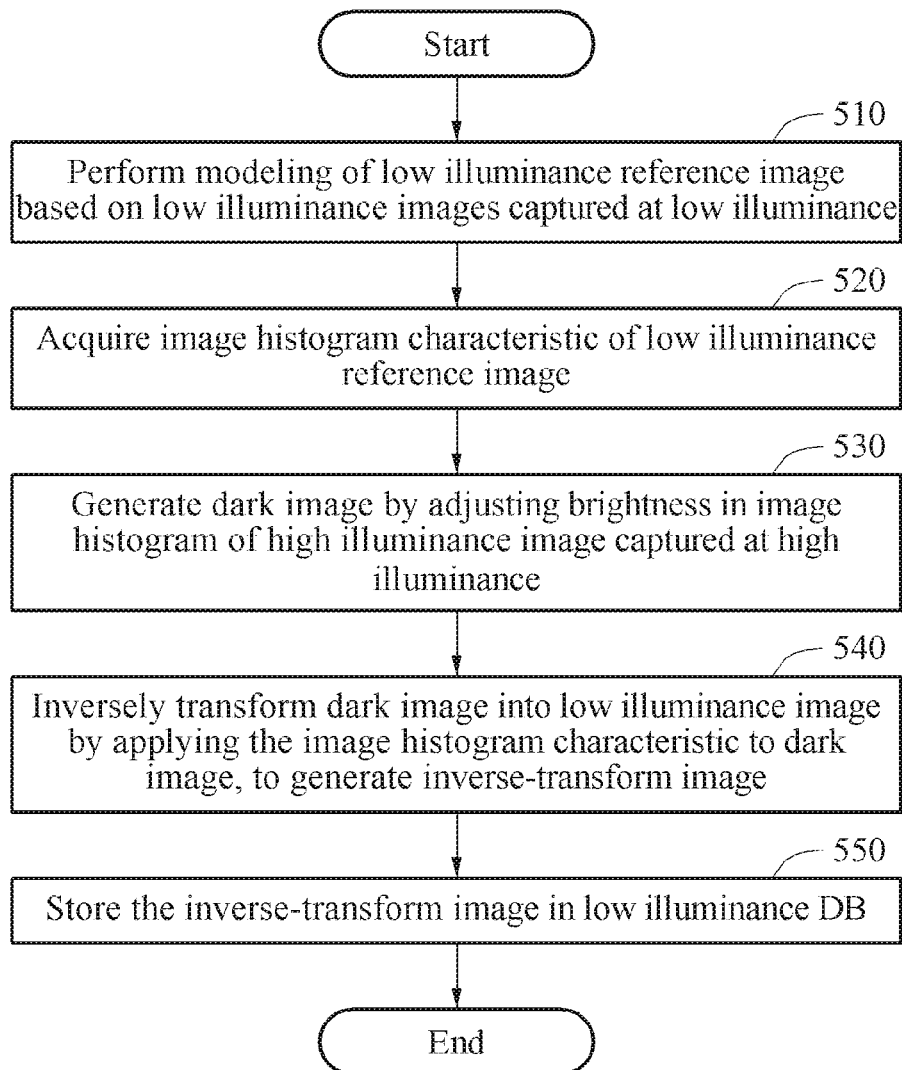 Start
510
Perform modeling of low illuminance reference image
based on low illuminance images captured at low illuminance
520
Acquire image histogram characteristic of low illuminance
reference image
530
Generate dark image by adjusting brightness in image
histogram of high illuminance image captured at high
illuminance
540
Inversely transform dark image into low illuminance image
by applying the image histogram characteristic to dark
image, to generate inverse-transform image
550
Store the inverse-transform image in low illuminance DB
End